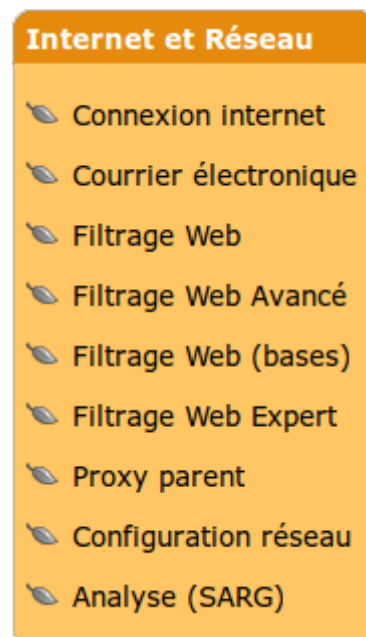 Internet et Réseau
Connexion internet
Courrier électronique
Filtrage Web
Filtrage Web Avancé
Filtrage Web (bases)
Filtrage Web Expert
Proxy parent
Configuration réseau
Analyse (SARG)